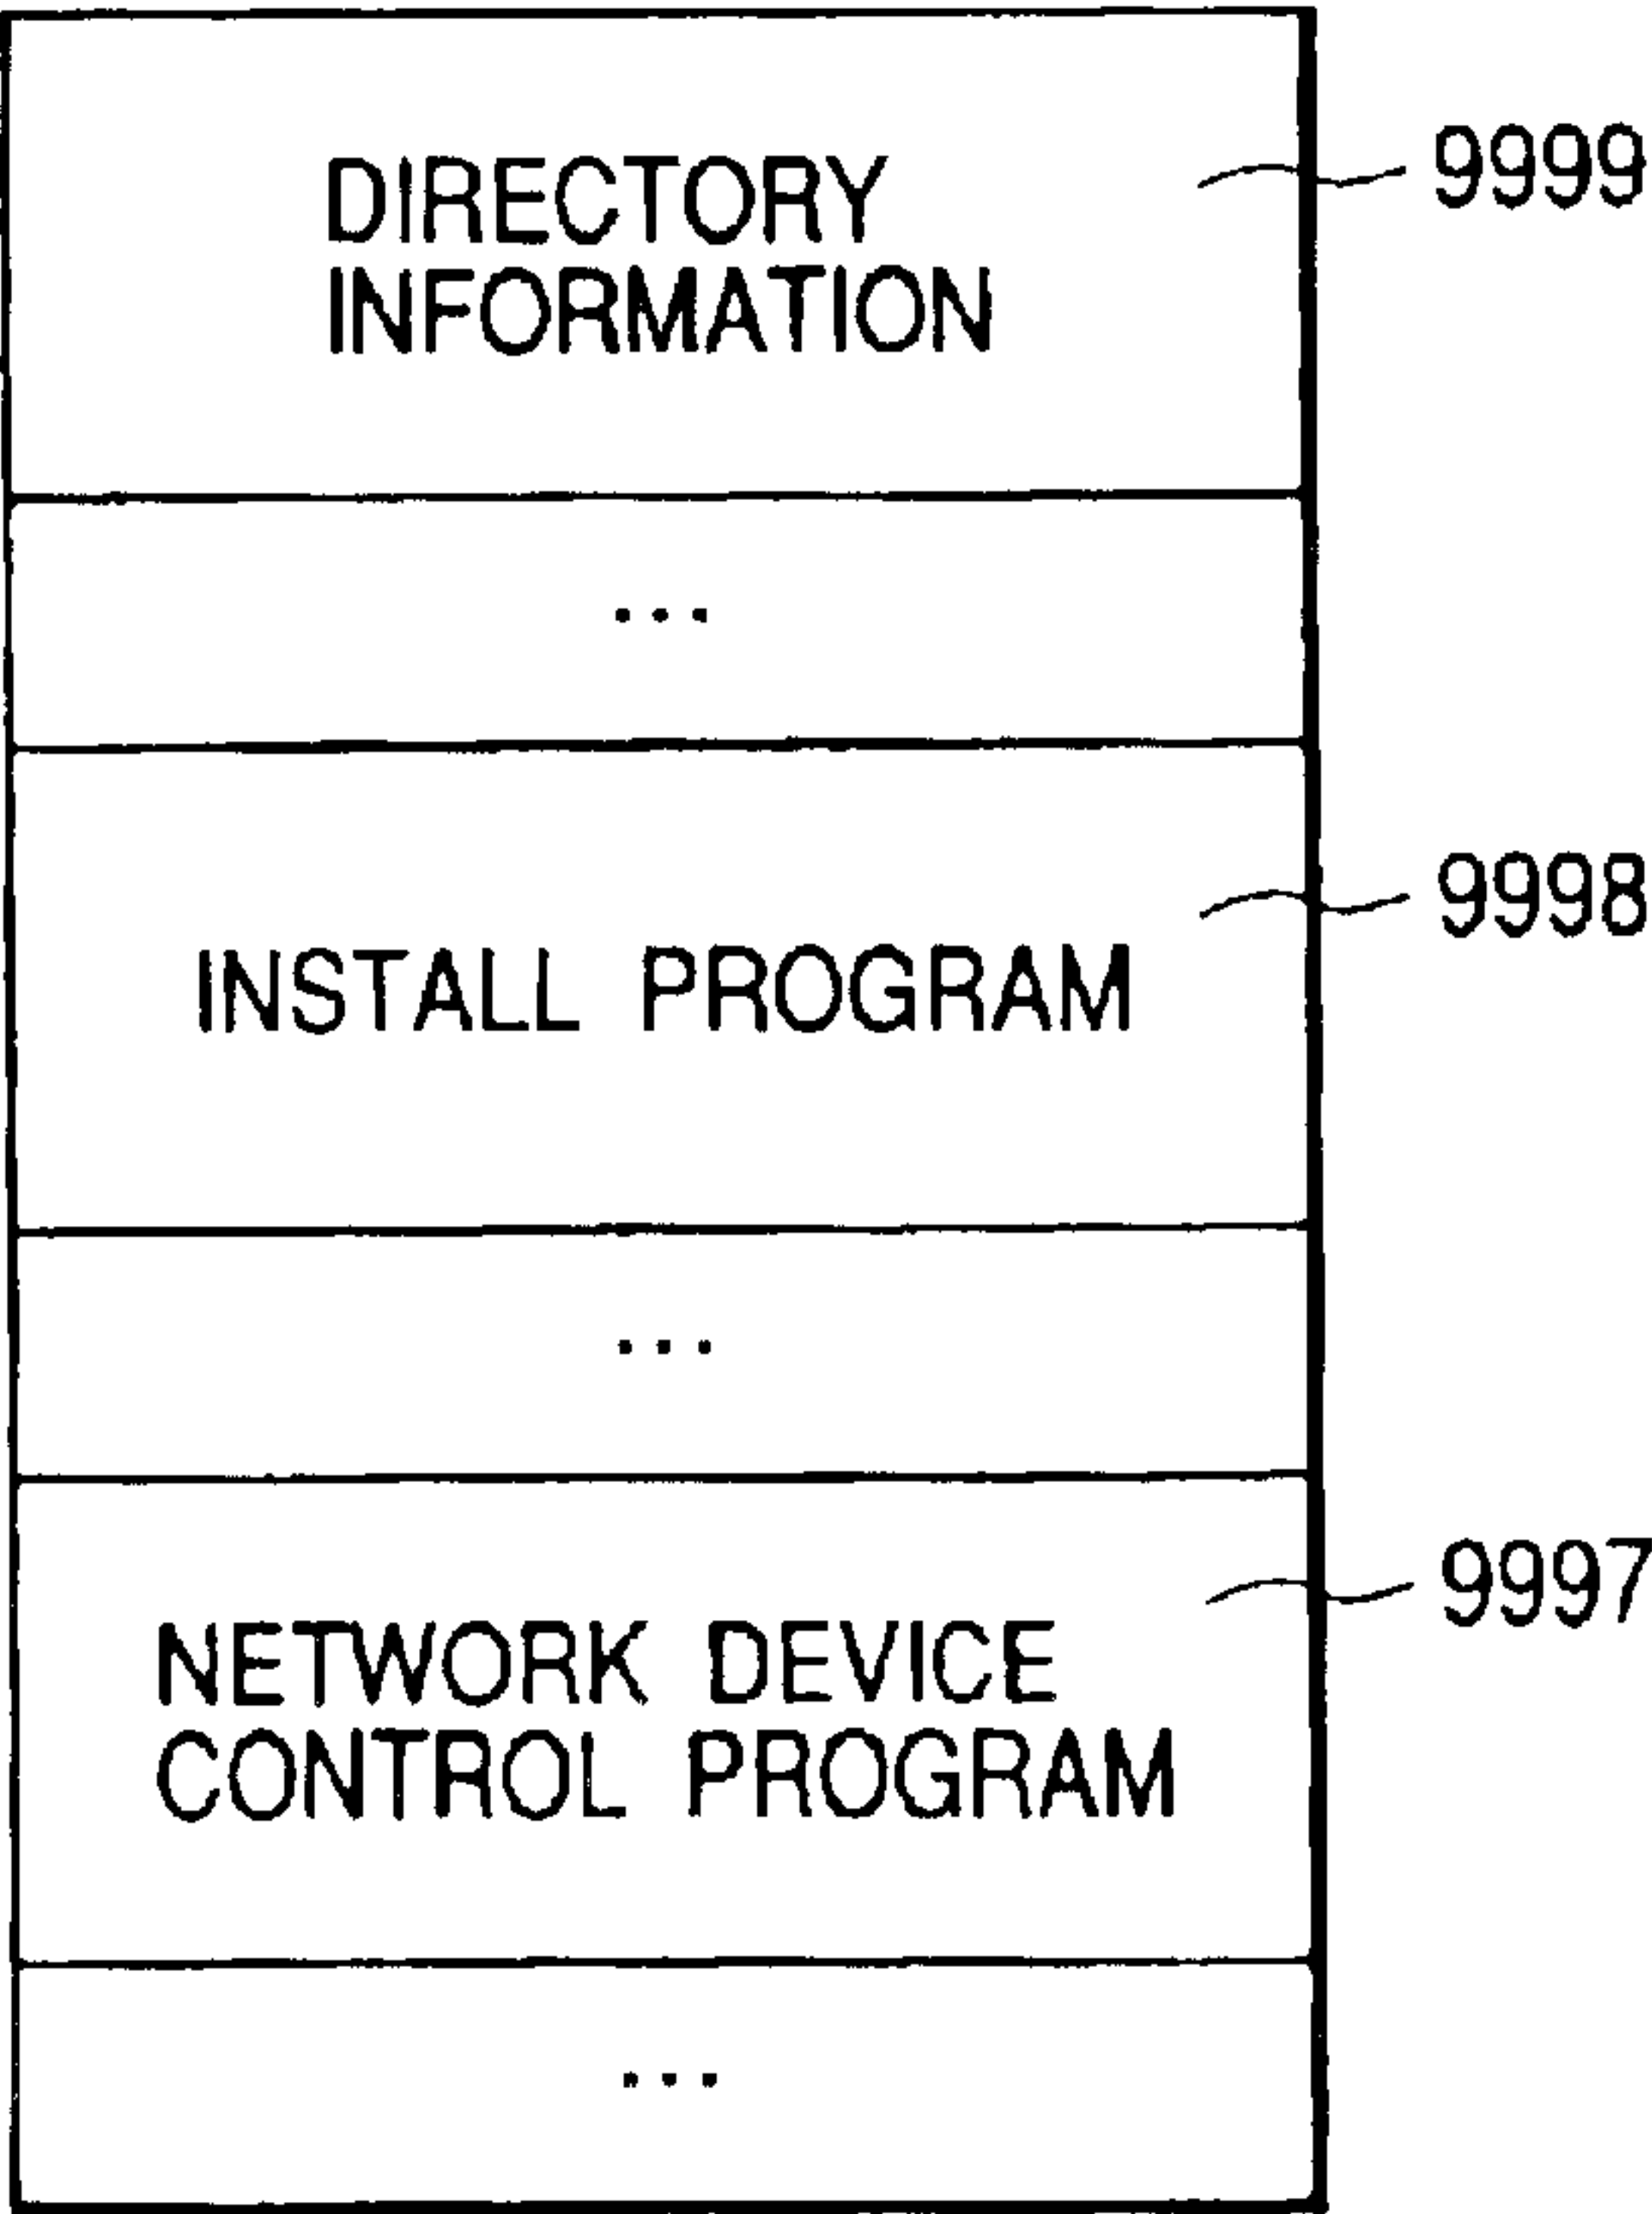 DIRECTORY
INFORMATION
9999
...
INSTALL PROGRAM
9998
...
NETWORK DEVICE
CONTROL PROGRAM
9997
...